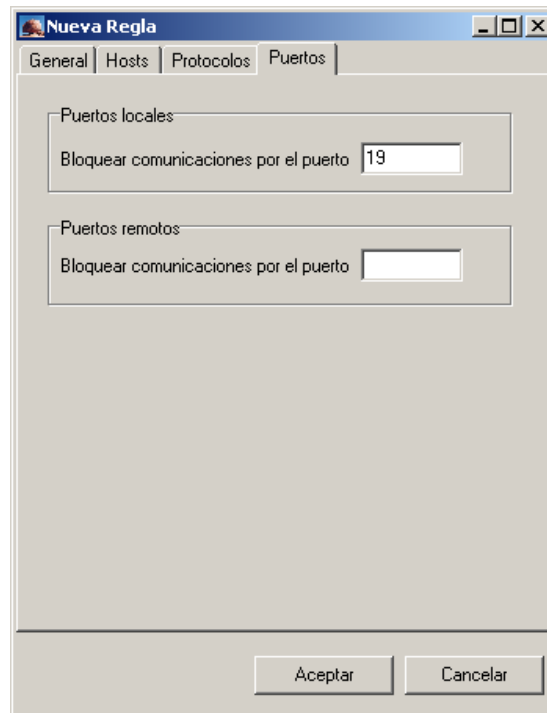 Nueva Regla
General Hosts Protocolos Puertos
Puertos locales
Bloquear comunicaciones por el puerto 19
Puertos remotos
Bloquear comunicaciones por el puerto
Aceptar Cancelar